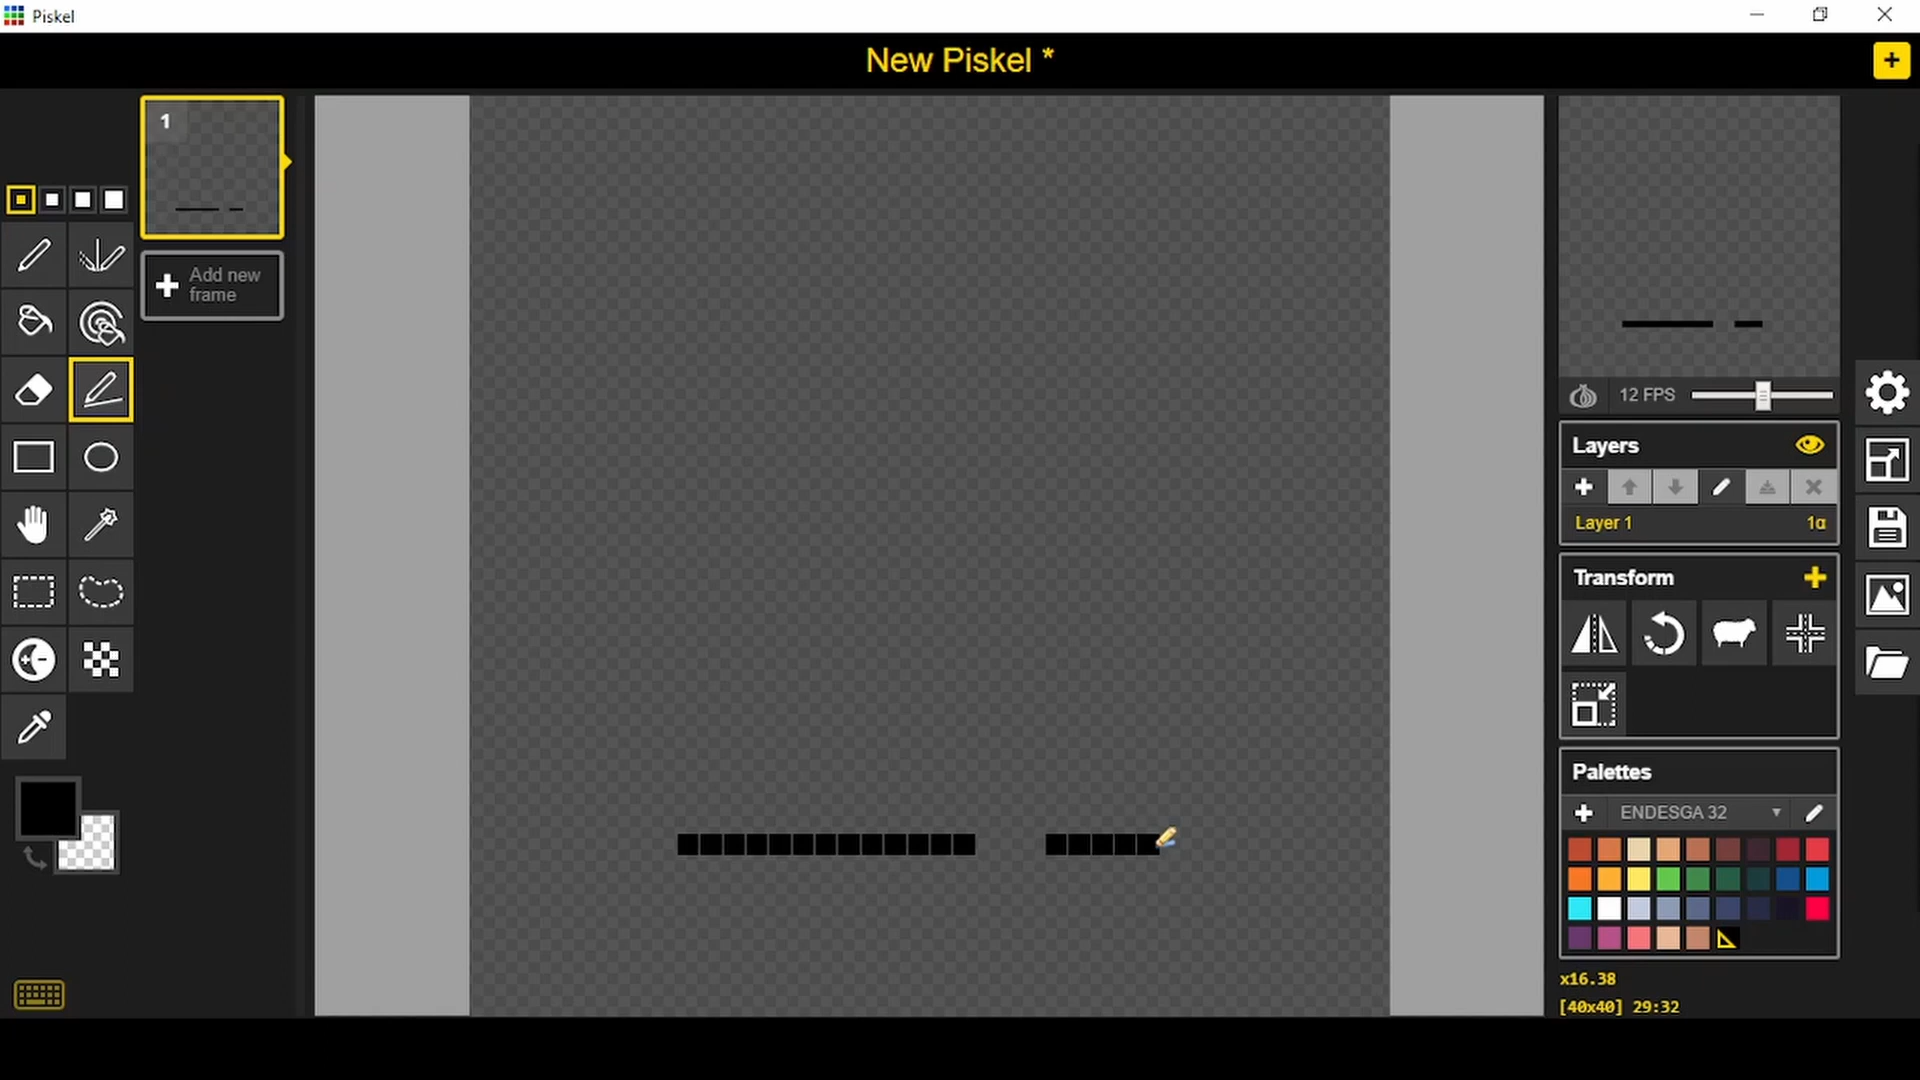 Piskel
New Piskel *
+
1
Add new
frame
12 FPS
Layers
Layer 1
1α
Transform
Palettes
ENDESGA 32
x16.38
[40x40] 29:32